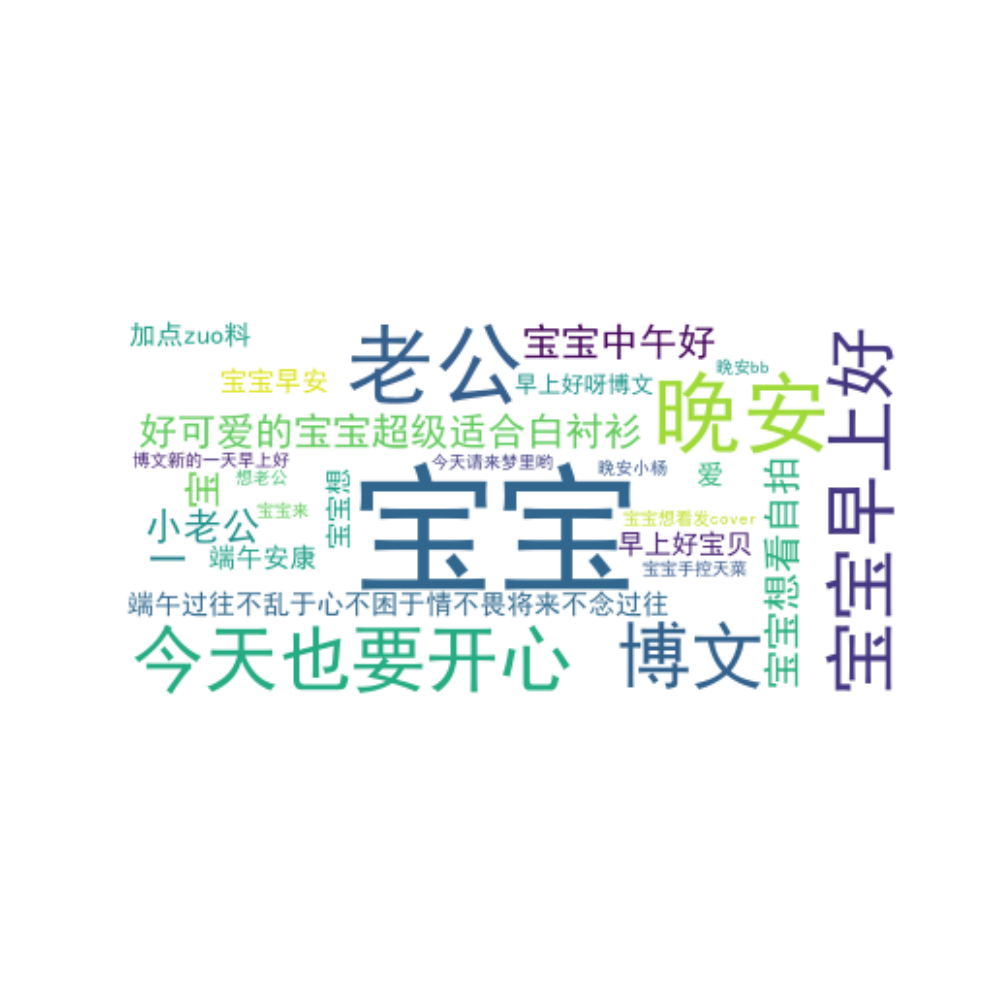 加点zuo料
老公
宝宝中午好
宝宝早上好
晚安bb
宝宝早安
早上好呀博文
晚安
好可爱的宝宝超级适合白衬衫
博文新的一天早上好
今天请来梦里哟
晚安小杨
爱
宝宝想看自拍
宝
想老公
宝宝想
宝宝
宝宝来
宝宝想看发cover
小老公
早上好宝贝
一
端午安康
宝宝手控天菜
端午过往不乱于心不困于情不畏将来不念过往
今天也要开心
博文